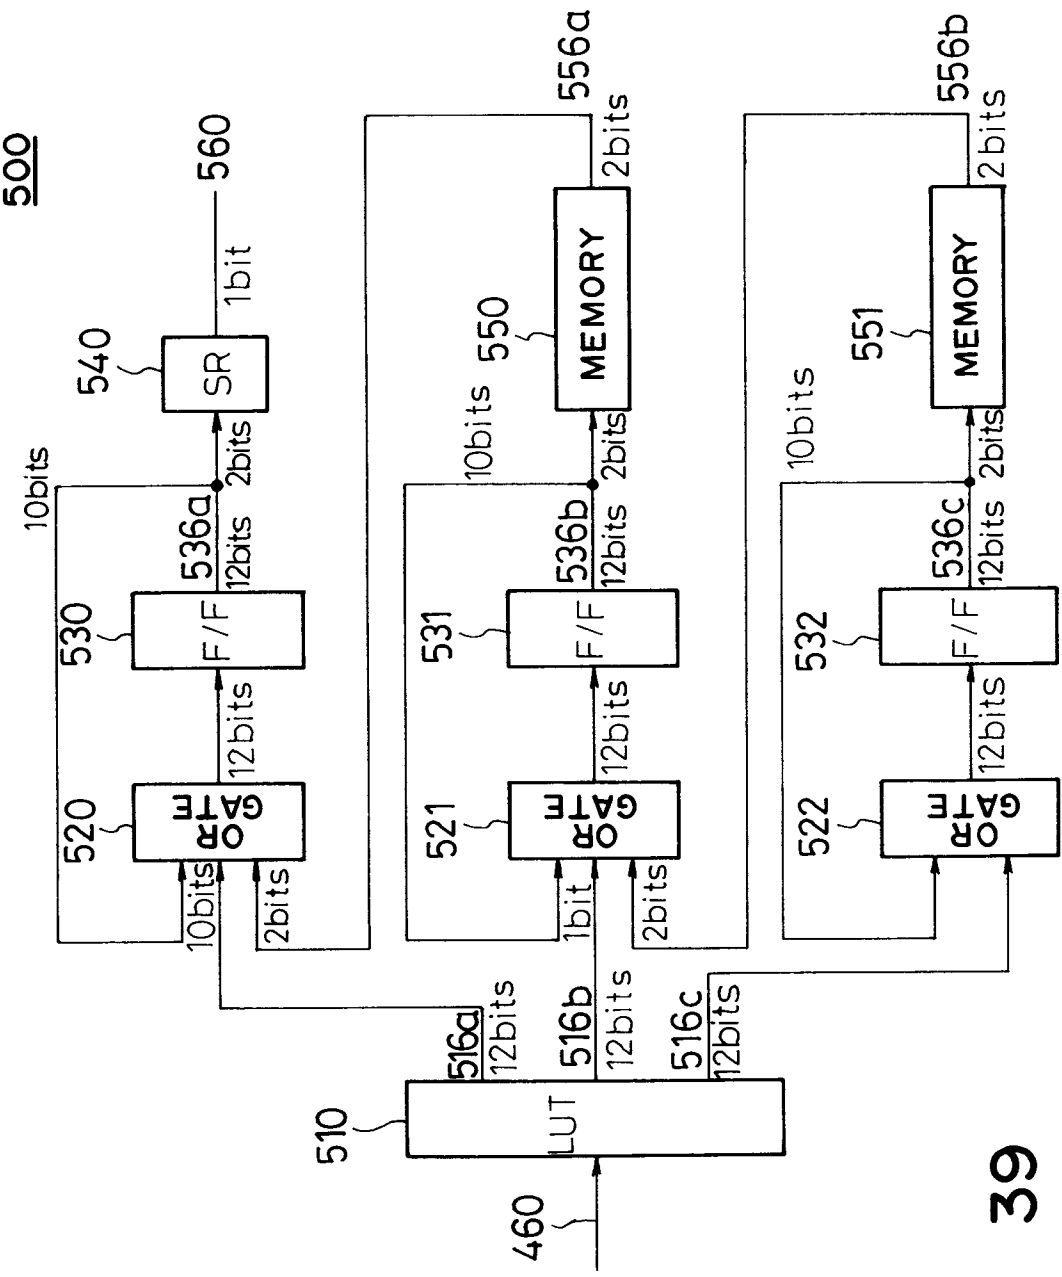 500
10bits
540
SR
1bit
560
536a
2bits
12bits
530
F/F
12bits
520
OR
GATE
10bits
2bits
556a
2bits
550
MEMORY
10bits
2bits
536b
12bits
531
F/F
12bits
521
OR
GATE
1bit
2bits
556b
2bits
551
MEMORY
10bits
2bits
536c
12bits
532
F/F
12bits
522
OR
GATE
516a
12bits
516b
12bits
516c
12bits
510
LUT
460
39